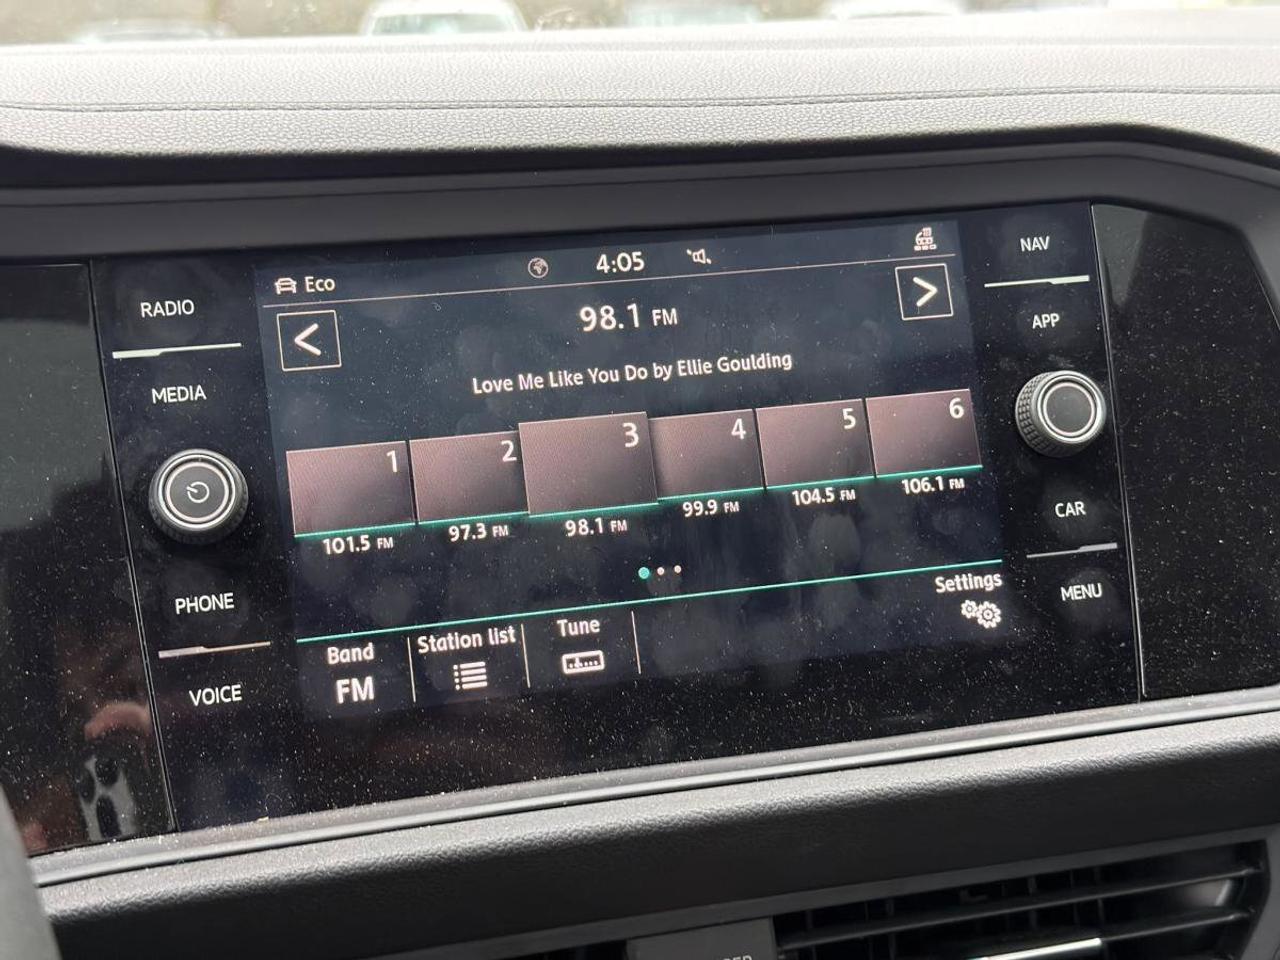 RADIO
MEDIA
PHONE
VOICE
Eco
4:05
<
98.1 FM
>
Love Me Like You Do by Ellie Goulding
1
2
3
4
5
6
101.5 FM
97.3 FM
98.1 FM
99.9 FM
104.5 FM
106.1 FM
Band
FM
Station list
Tune
Settings
NAV
APP
CAR
MENU